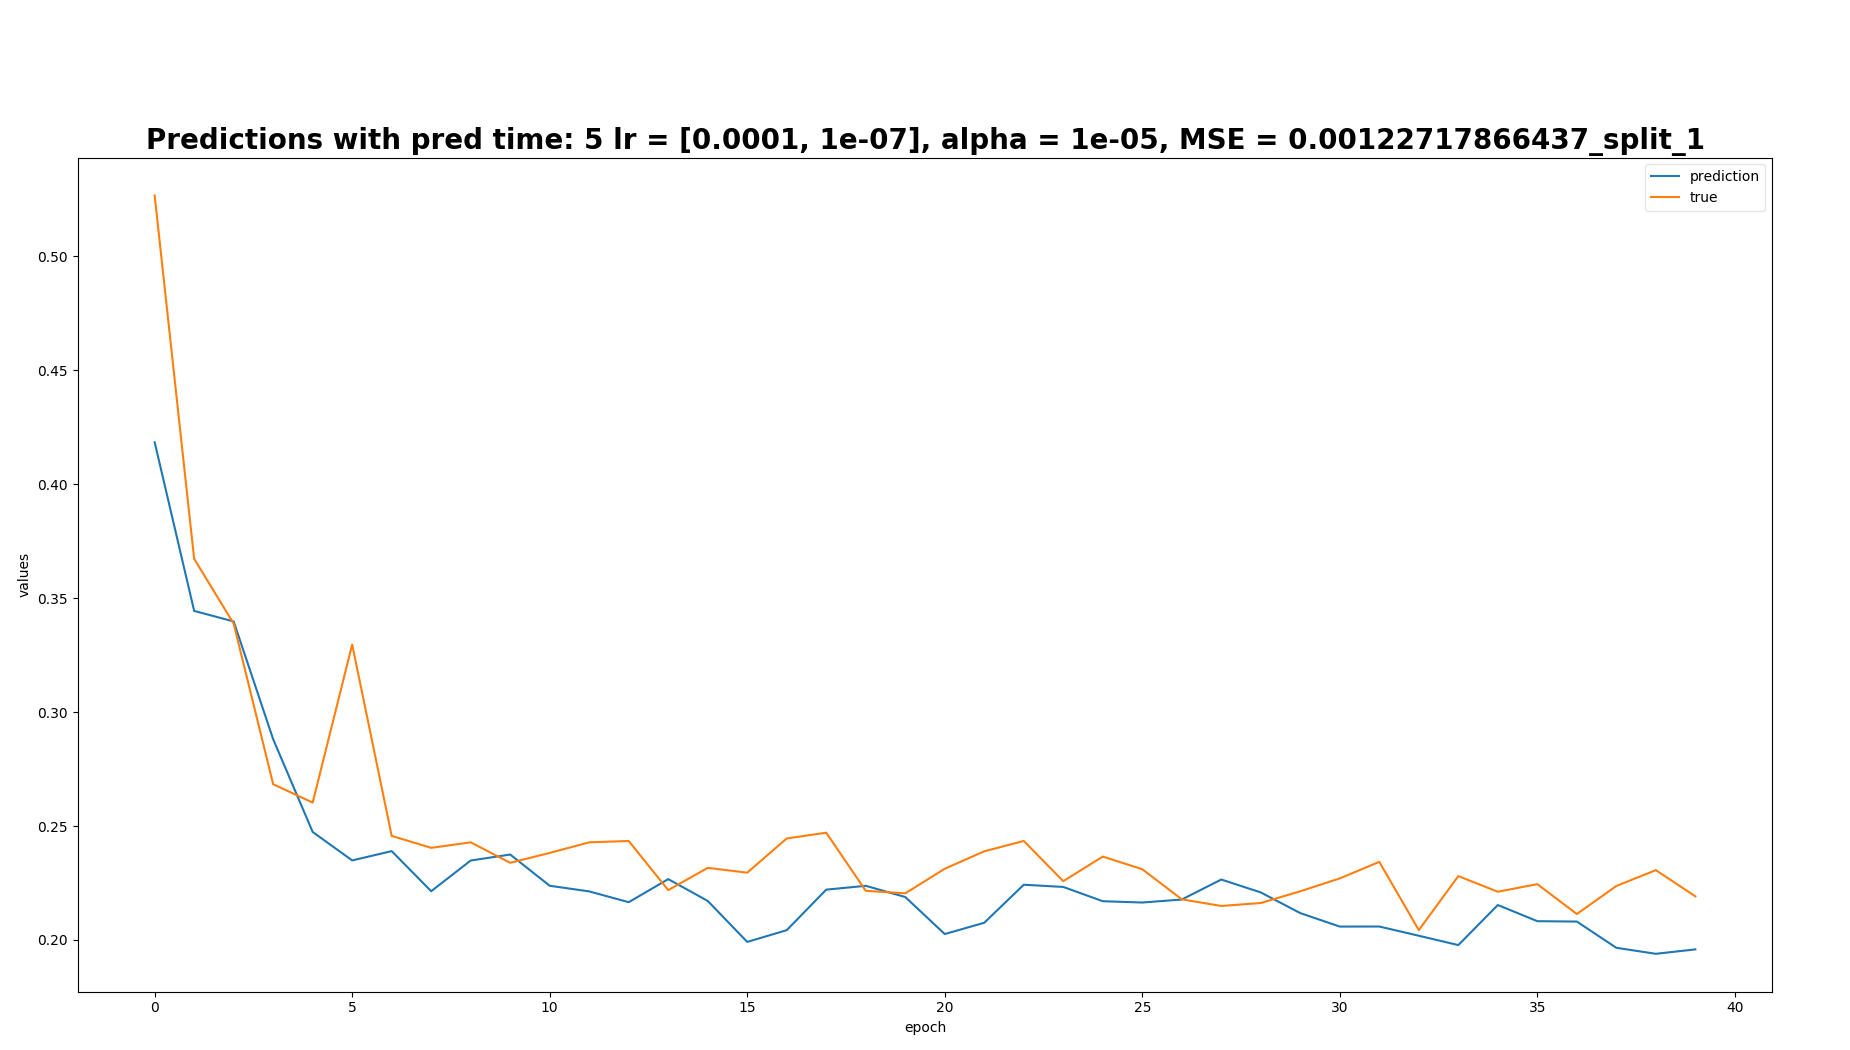 Predictions with pred time: 5 lr = [0.0001, 1e-07], alpha = 1e-05, MSE = 0.00122717866437_split_1
prediction
true
0.50
0.45
0.40
0.35
0.30
0.25
0.20
values
0 5 10 15 20 25 30 35 40
epoch